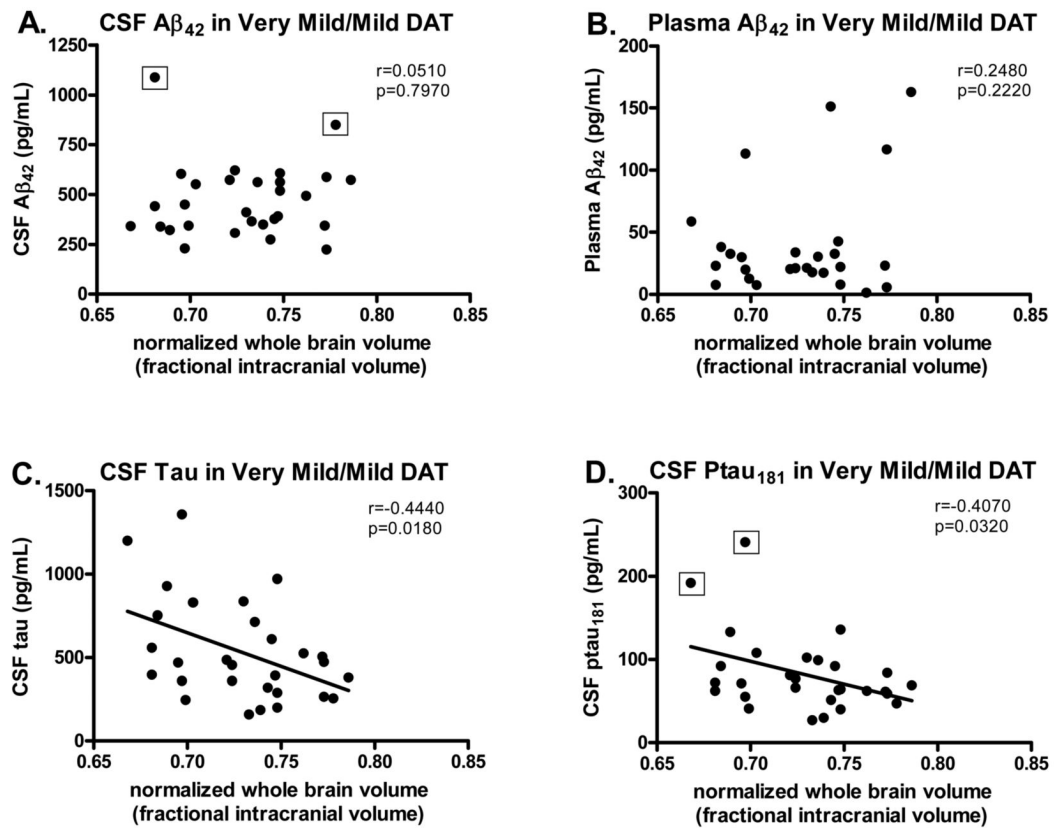 A. CSF Aβ42 in Very Mild/Mild DAT
1250
1000
750
500
250
0
CSF Aβ42 (pg/mL)
r=0.0510
p=0.7970
0.65 0.70 0.75 0.80 0.85
normalized whole brain volume
(fractional intracranial volume)
B. Plasma Aβ42 in Very Mild/Mild DAT
200
150
100
50
0
Plasma Aβ42 (pg/mL)
r=0.2480
p=0.2220
0.65 0.70 0.75 0.80 0.85
normalized whole brain volume
(fractional intracranial volume)
C. CSF Tau in Very Mild/Mild DAT
1500
1000
500
0
CSF tau (pg/mL)
r=-0.4440
p=0.0180
0.65 0.70 0.75 0.80 0.85
normalized whole brain volume
(fractional intracranial volume)
D. CSF Ptau181 in Very Mild/Mild DAT
300
200
100
0
CSF ptau181 (pg/mL)
r=-0.4070
p=0.0320
0.65 0.70 0.75 0.80 0.85
normalized whole brain volume
(fractional intracranial volume)